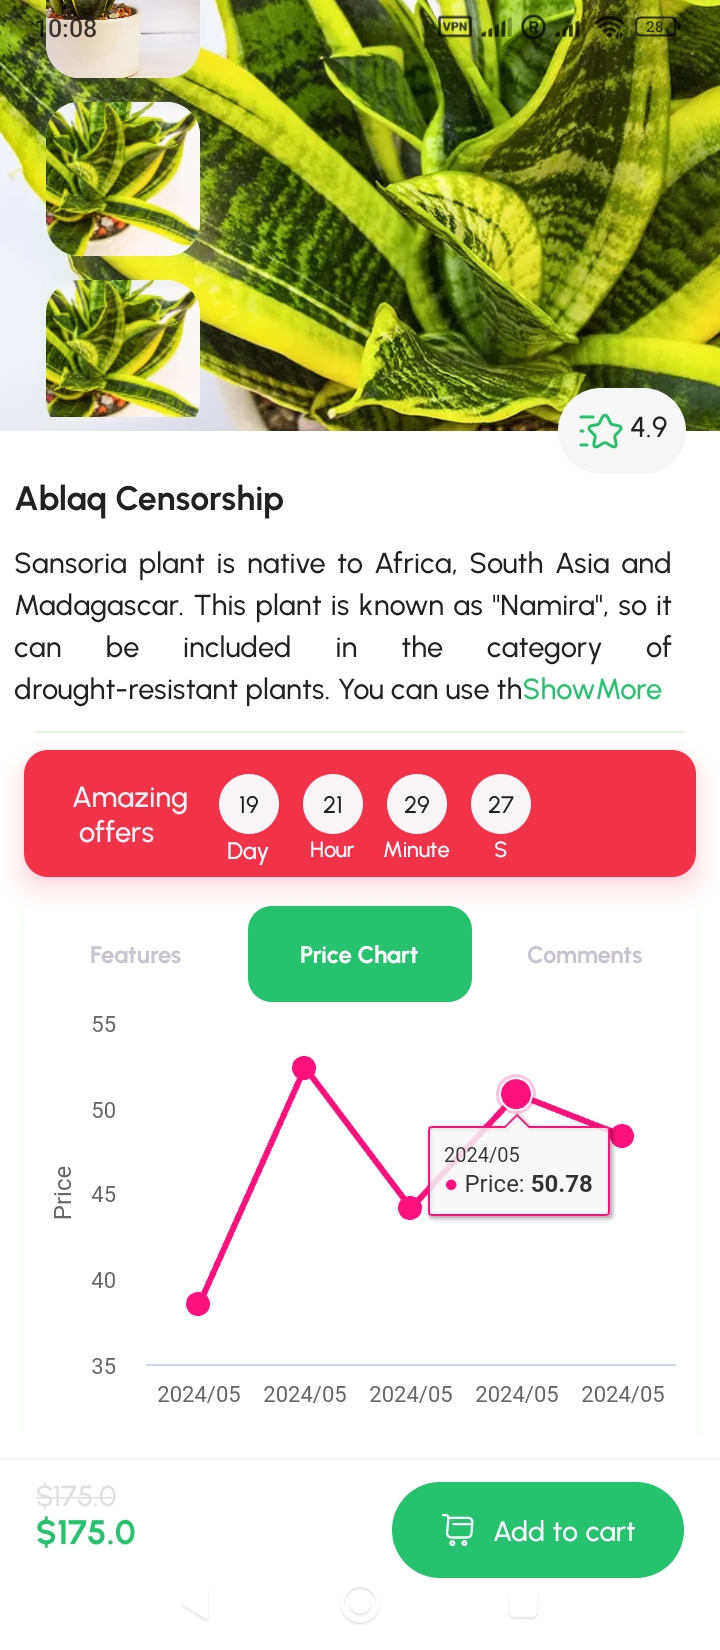 10:08 VPN R 28
4.9
Ablaq Censorship
Sansoria plant is native to Africa, South Asia and
Madagascar. This plant is known as "Namira", so it
can be included in the category of
drought-resistant plants. You can use thShowMore
Amazing
offers
19 21 29 27
Day Hour Minute S
Features Price Chart Comments
55
50
45
40
35
Price
2024/05
Price: 50.78
2024/05 2024/05 2024/05 2024/05 2024/05
$175.0
$175.0
Add to cart